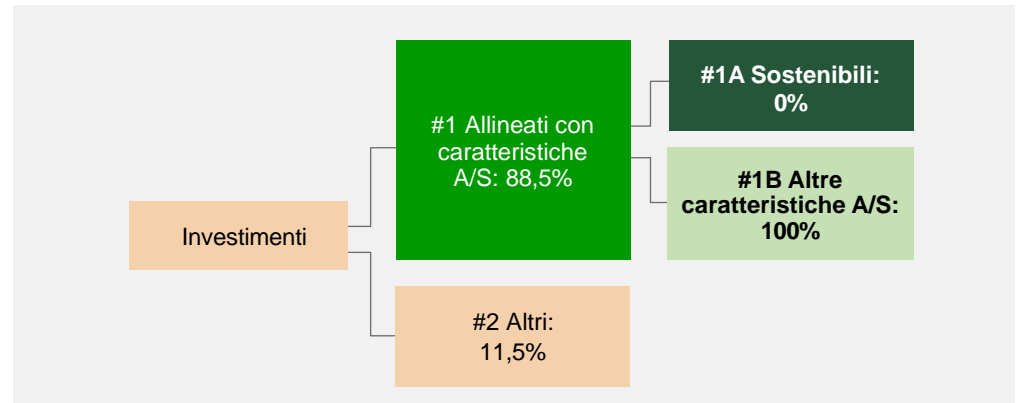 #1A Sostenibili:
0%
#1 Allineati con
caratteristiche
A/S: 88,5%
#1B Altre
caratteristiche A/S:
100%
Investimenti
#2 Altri:
11,5%